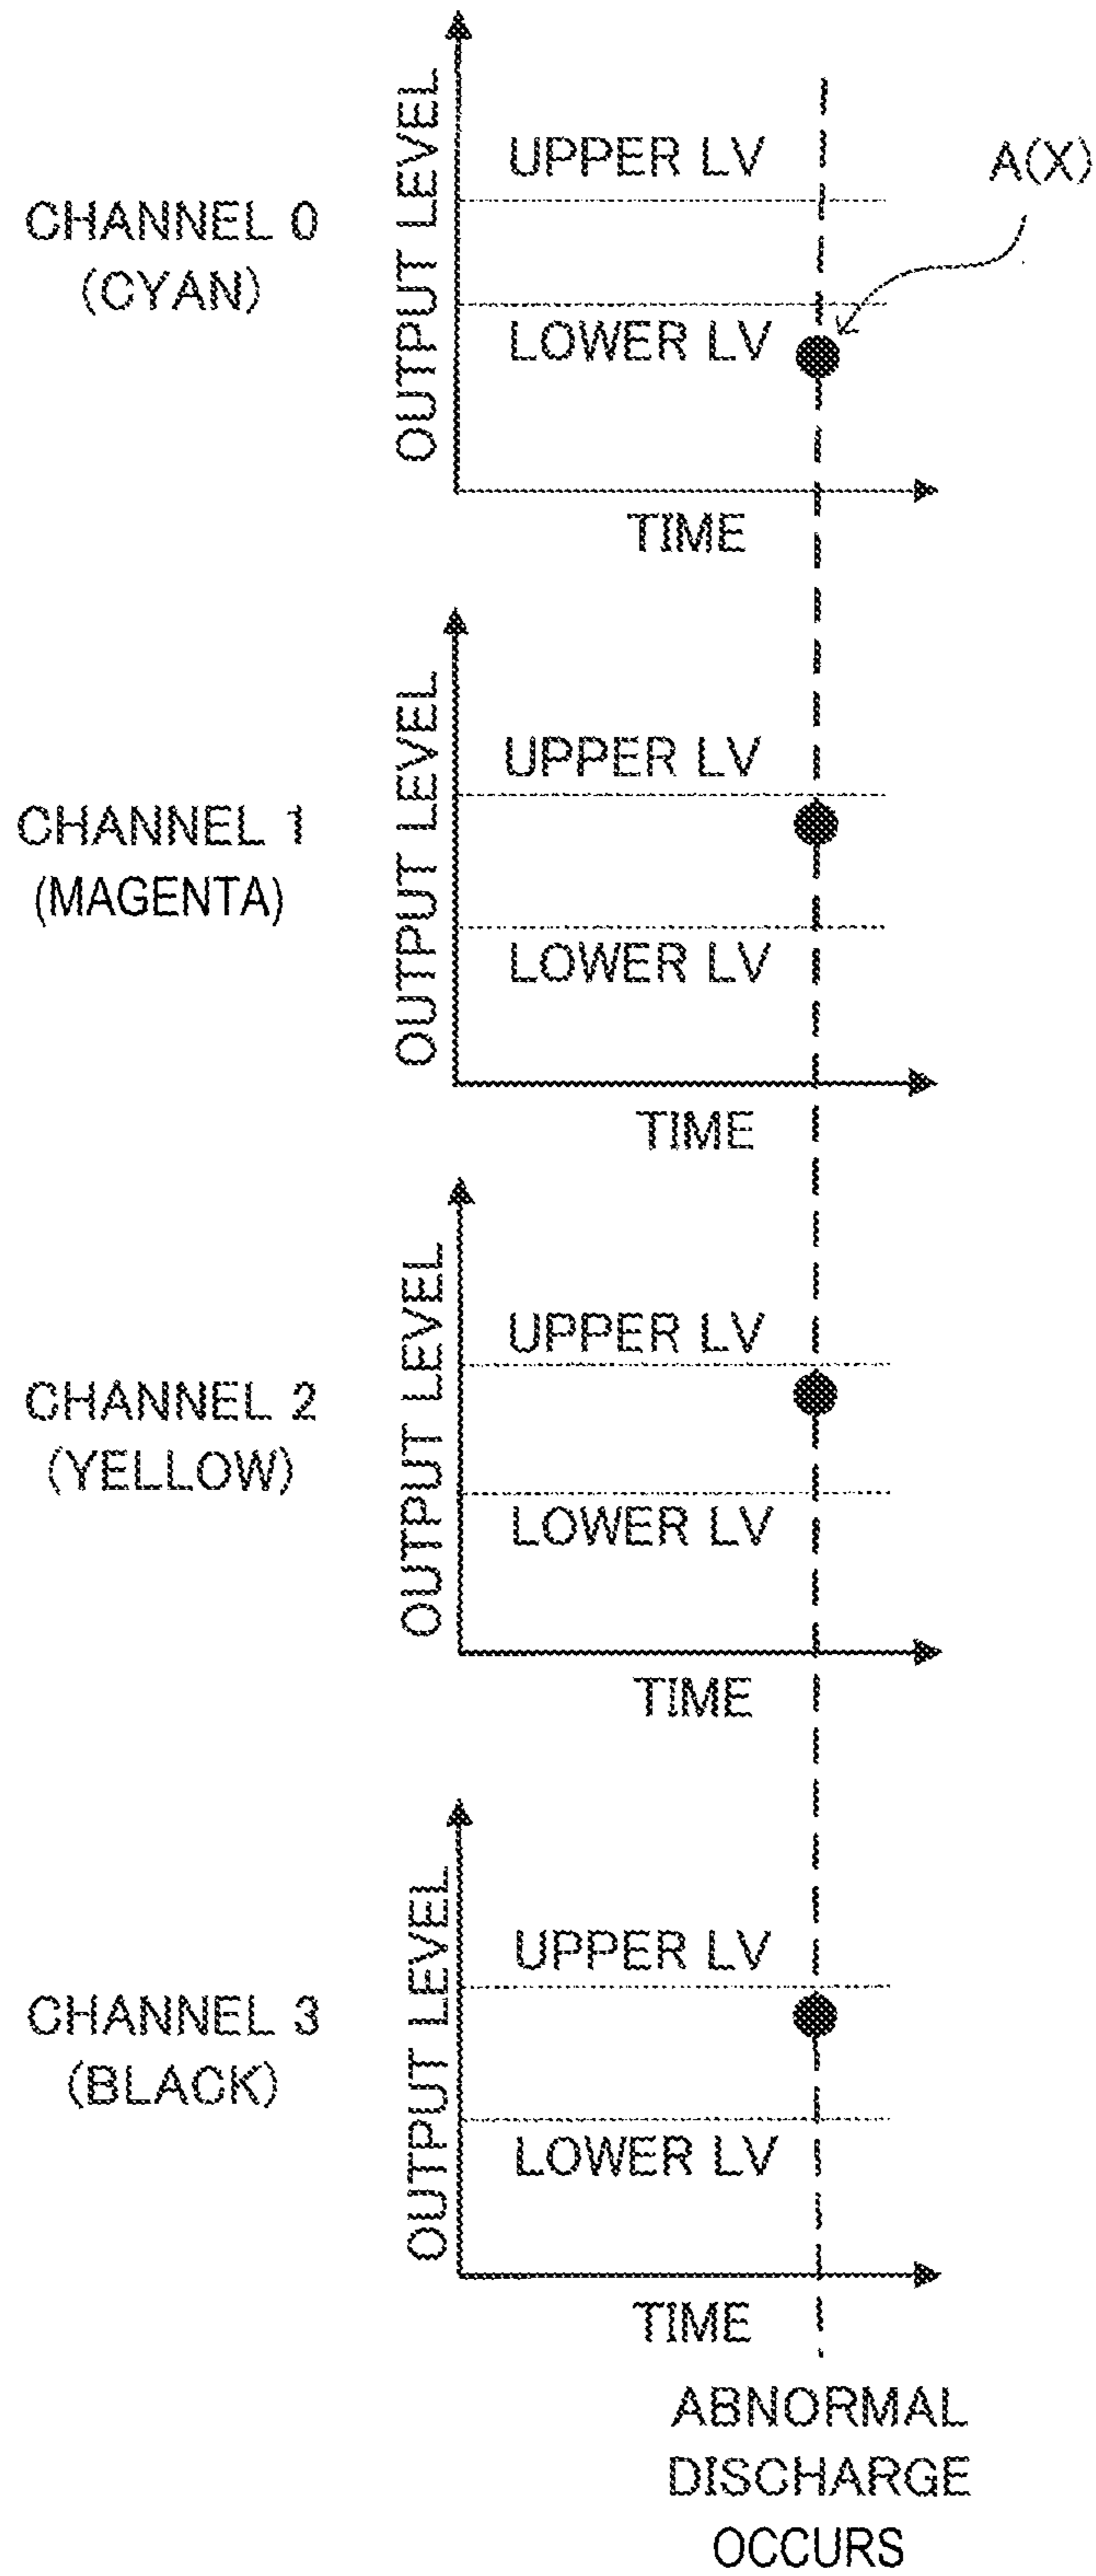 OUTPUT LEVEL
UPPER LV
A(X)
CHANNEL 0
(CYAN)
LOWER LV
TIME
OUTPUT LEVEL
UPPER LV
CHANNEL 1
(MAGENTA)
LOWER LV
TIME
OUTPUT LEVEL
UPPER LV
CHANNEL 2
(YELLOW)
LOWER LV
TIME
OUTPUT LEVEL
UPPER LV
CHANNEL 3
(BLACK)
LOWER LV
TIME
ABNORMAL
DISCHARGE
OCCURS